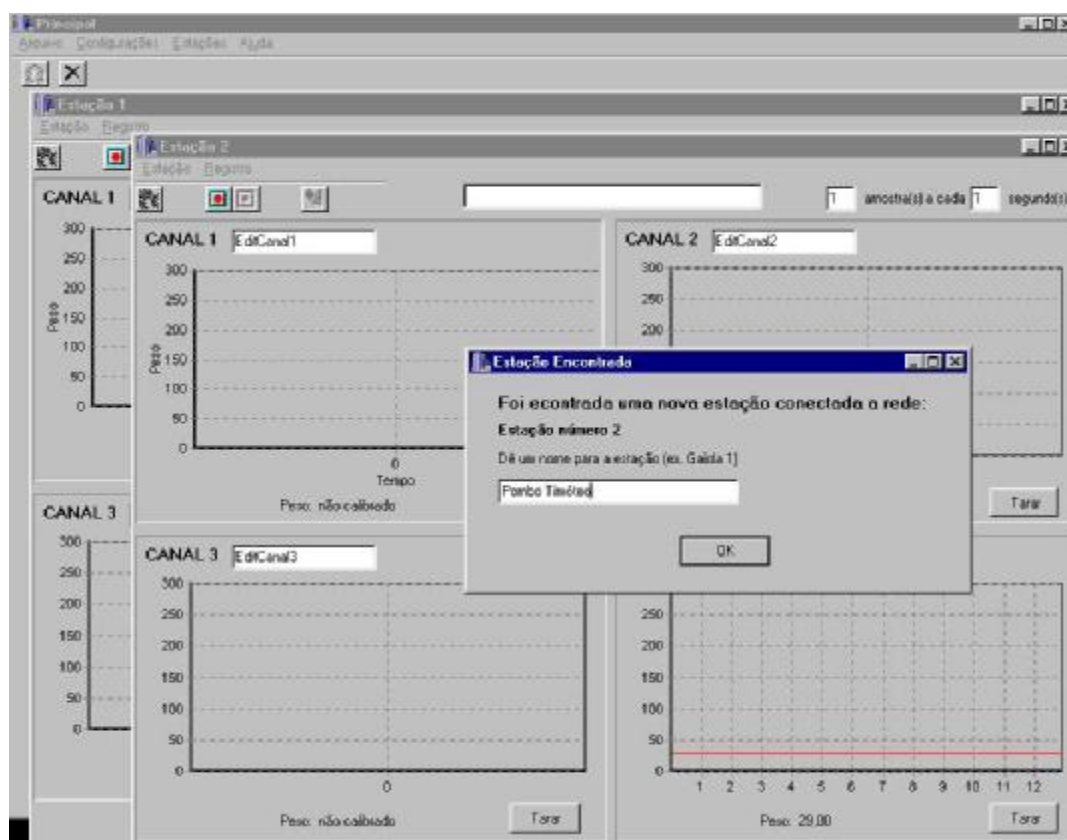 Principal
Arquivo Configurações Estações Ajuda
Estação 1
Estação Registro
CANAL 1
300
250
200
150
100
50
0
Peso
CANAL 3
300
250
200
150
100
50
0
Estação 2
Estação Registro
1 amostra(s) a cada 1 segundo(s)
CANAL 1 EditCanal1
300
250
200
150
100
50
0
Peso
0
Tempo
Peso: não calibrado
CANAL 2 EditCanal2
300
250
200
Tarar
CANAL 3 EditCanal3
300
250
200
150
100
50
0
0
Peso: não calibrado
Tarar
250
200
150
100
50
0
1 2 3 4 5 6 7 8 9 10 11 12
Peso: 29,00
Tarar
Estação Encontrada
Foi econtrada uma nova estação conectada a rede:
Estação número 2
Dê um nome para a estação (ex. Gaiola 1)
Pombo Timóteo
OK